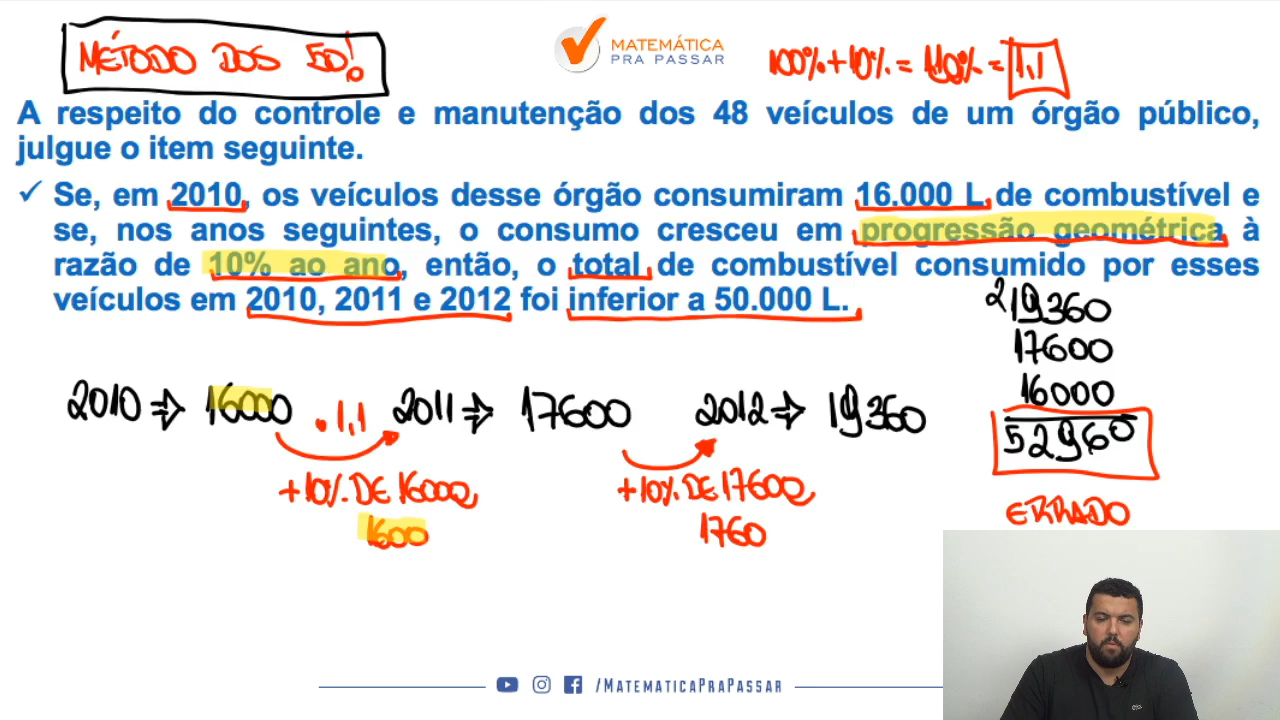 MÉTODO DOS 50!
MATEMÁTICA
PRA PASSAR
100% + 10% = 110% = 1,1
A respeito do controle e manutenção dos 48 veículos de um órgão público,
julgue o item seguinte.
✓ Se, em 2010, os veículos desse órgão consumiram 16.000 L de combustível e
se, nos anos seguintes, o consumo cresceu em progressão geométrica à
razão de 10% ao ano, então, o total de combustível consumido por esses
veículos em 2010, 2011 e 2012 foi inferior a 50.000 L.
2
19360
17600
16000
52960
ERRADO
2010 ⇒ 16000 . 1,1 2011 ⇒ 17600 2012 ⇒ 19360
+10% DE 16000, +10% DE 17600,
1600 1760
/MATEMATICAPRAPASSAR